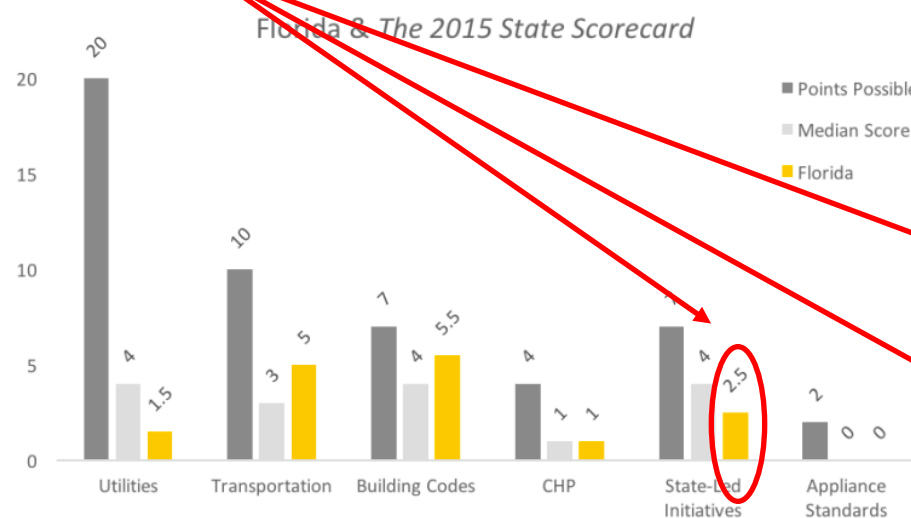 Florida & The 2015 State Scorecard
20
15
10
5
0
20
4
1.5
10
3
5
7
4
5.5
4
1
1
7
4
2.5
2
0
0
Points Possible
Median Score
Florida
Utilities
Transportation
Building Codes
CHP
State-Led
Initiatives
Appliance
Standards